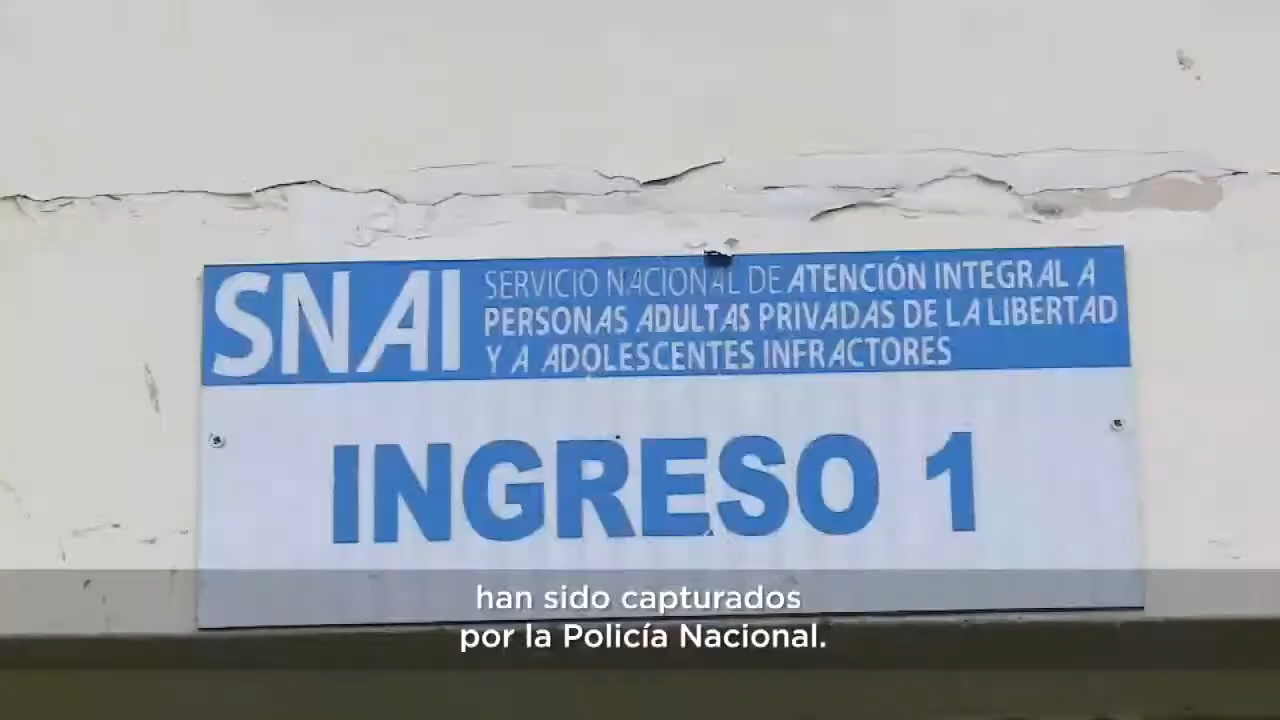 SNAI
SERVICIO NACIONAL DE ATENCIÓN INTEGRAL A
PERSONAS ADULTAS PRIVADAS DE LA LIBERTAD
Y A ADOLESCENTES INFRACTORES
INGRESO 1
han sido capturados
por la Policía Nacional.